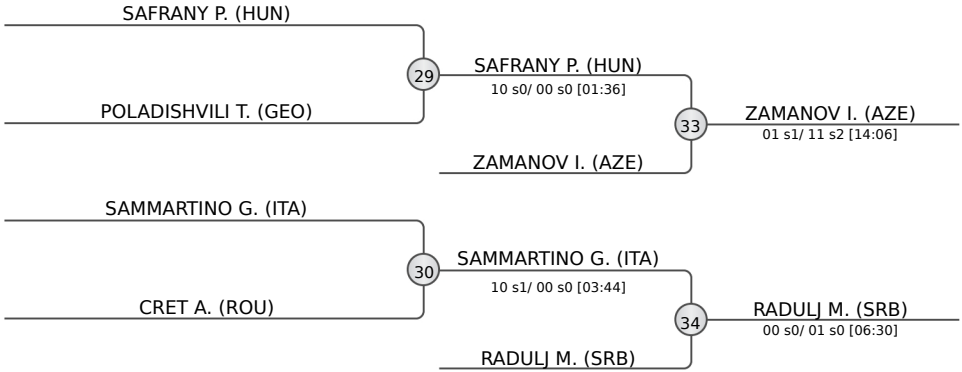 SAFRANY P. (HUN)
29
SAFRANY P. (HUN)
10 s0/ 00 s0 [01:36]
POLADISHVILI T. (GEO)
33
ZAMANOV I. (AZE)
01 s1/ 11 s2 [14:06]
ZAMANOV I. (AZE)
SAMMARTINO G. (ITA)
30
SAMMARTINO G. (ITA)
10 s1/ 00 s0 [03:44]
CRET A. (ROU)
34
RADULJ M. (SRB)
00 s0/ 01 s0 [06:30]
RADULJ M. (SRB)